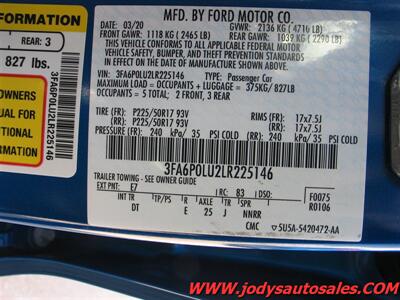 FORMATION
REAR: 3
827 lbs.
OWNERS
MANUAL FOR
DITIONAL
ORMATION
3FA6P0LU2LR225146
MFD. BY FORD MOTOR CO.
DATE: 03/20 GVWR: 2136 KG (4710 LB)
FRONT GAWR: 1118 KG (2465 LB) REAR GAWR: 1039 KG (2290 LB)
THIS VEHICLE CONFORMS TO ALL APPLICABLE FEDERAL MOTOR
VEHICLE SAFETY, BUMPER, AND THEFT PREVENTION STANDARDS
IN EFFECT ON THE DATE OF MANUFACTURE SHOWN ABOVE.
VIN: 3FA6P0LU2LR225146 TYPE: Passenger Car
MAXIMUM LOAD = OCCUPANTS + LUGGAGE = 375KG/827LB
OCCUPANTS = 5 TOTAL; 2 FRONT, 3 REAR
TIRE (FR): P225/50R17 93V RIMS (FR) 17x7.5J
(RR): P225/50R17 93V (RR) 17x7.5J
PRESSURE (FR) 240 kPa/ 35 PSI COLD (RR) 240 kPa/ 35 PSI COLD
3FA6P0LU2LR225146
TRAILER TOWING - SEE OWNER GUIDE
EXT PNT: E7 RC: 83 DSO: F0075
INT TR TP/PS R AXLE TR SPR R0106
DT E 25 J NNRR
CMC 5U5A-5420472-AA
www.jodysautosales.com